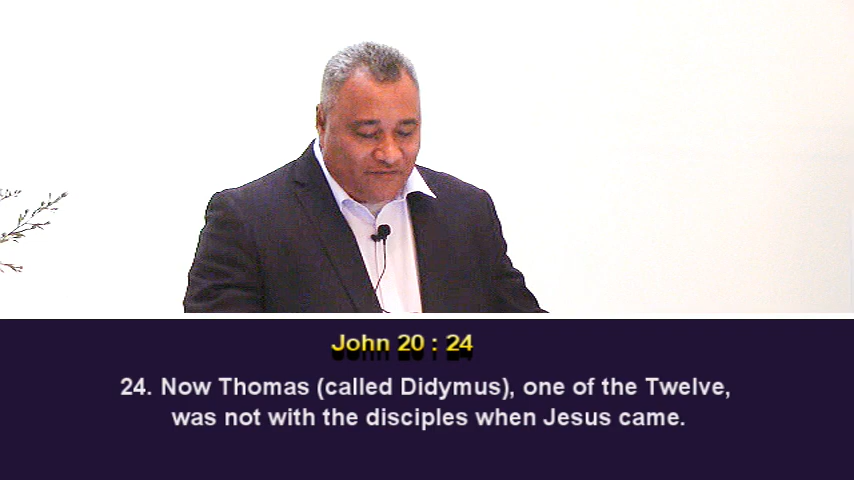 John 20 : 24
24. Now Thomas (called Didymus), one of the Twelve,
was not with the disciples when Jesus came.